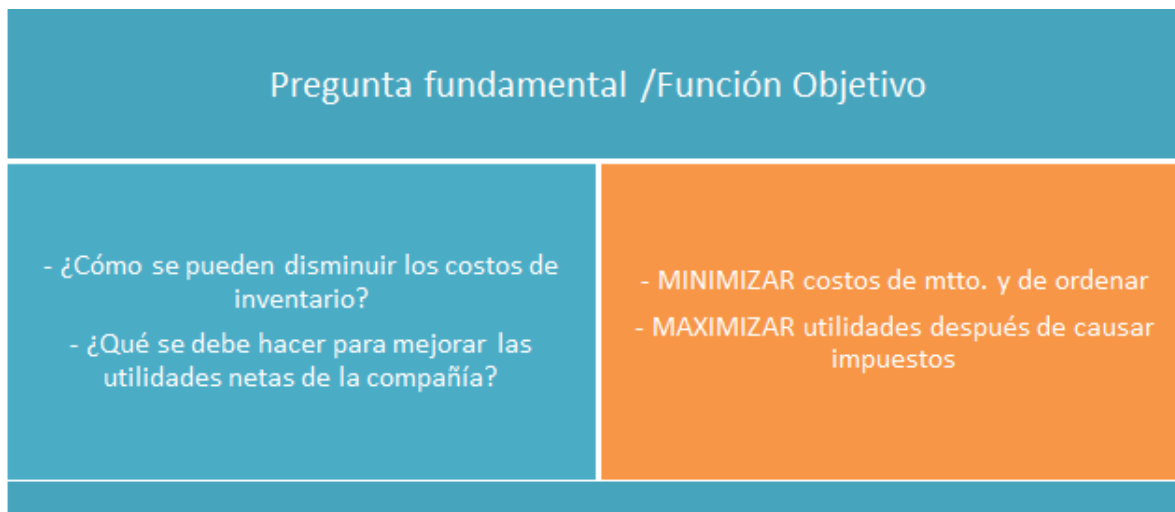 Pregunta fundamental /Función Objetivo
- ¿Cómo se pueden disminuir los costos de
inventario?
- ¿Qué se debe hacer para mejorar las
utilidades netas de la compañía?
- MINIMIZAR costos de mtto. y de ordenar
- MAXIMIZAR utilidades después de causar
impuestos